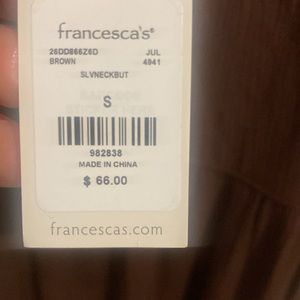 francesca's®
26DD866Z6D JUL
BROWN 4941
SLVNECKBUT
S
982838
MADE IN CHINA
$ 66.00
francescas.com